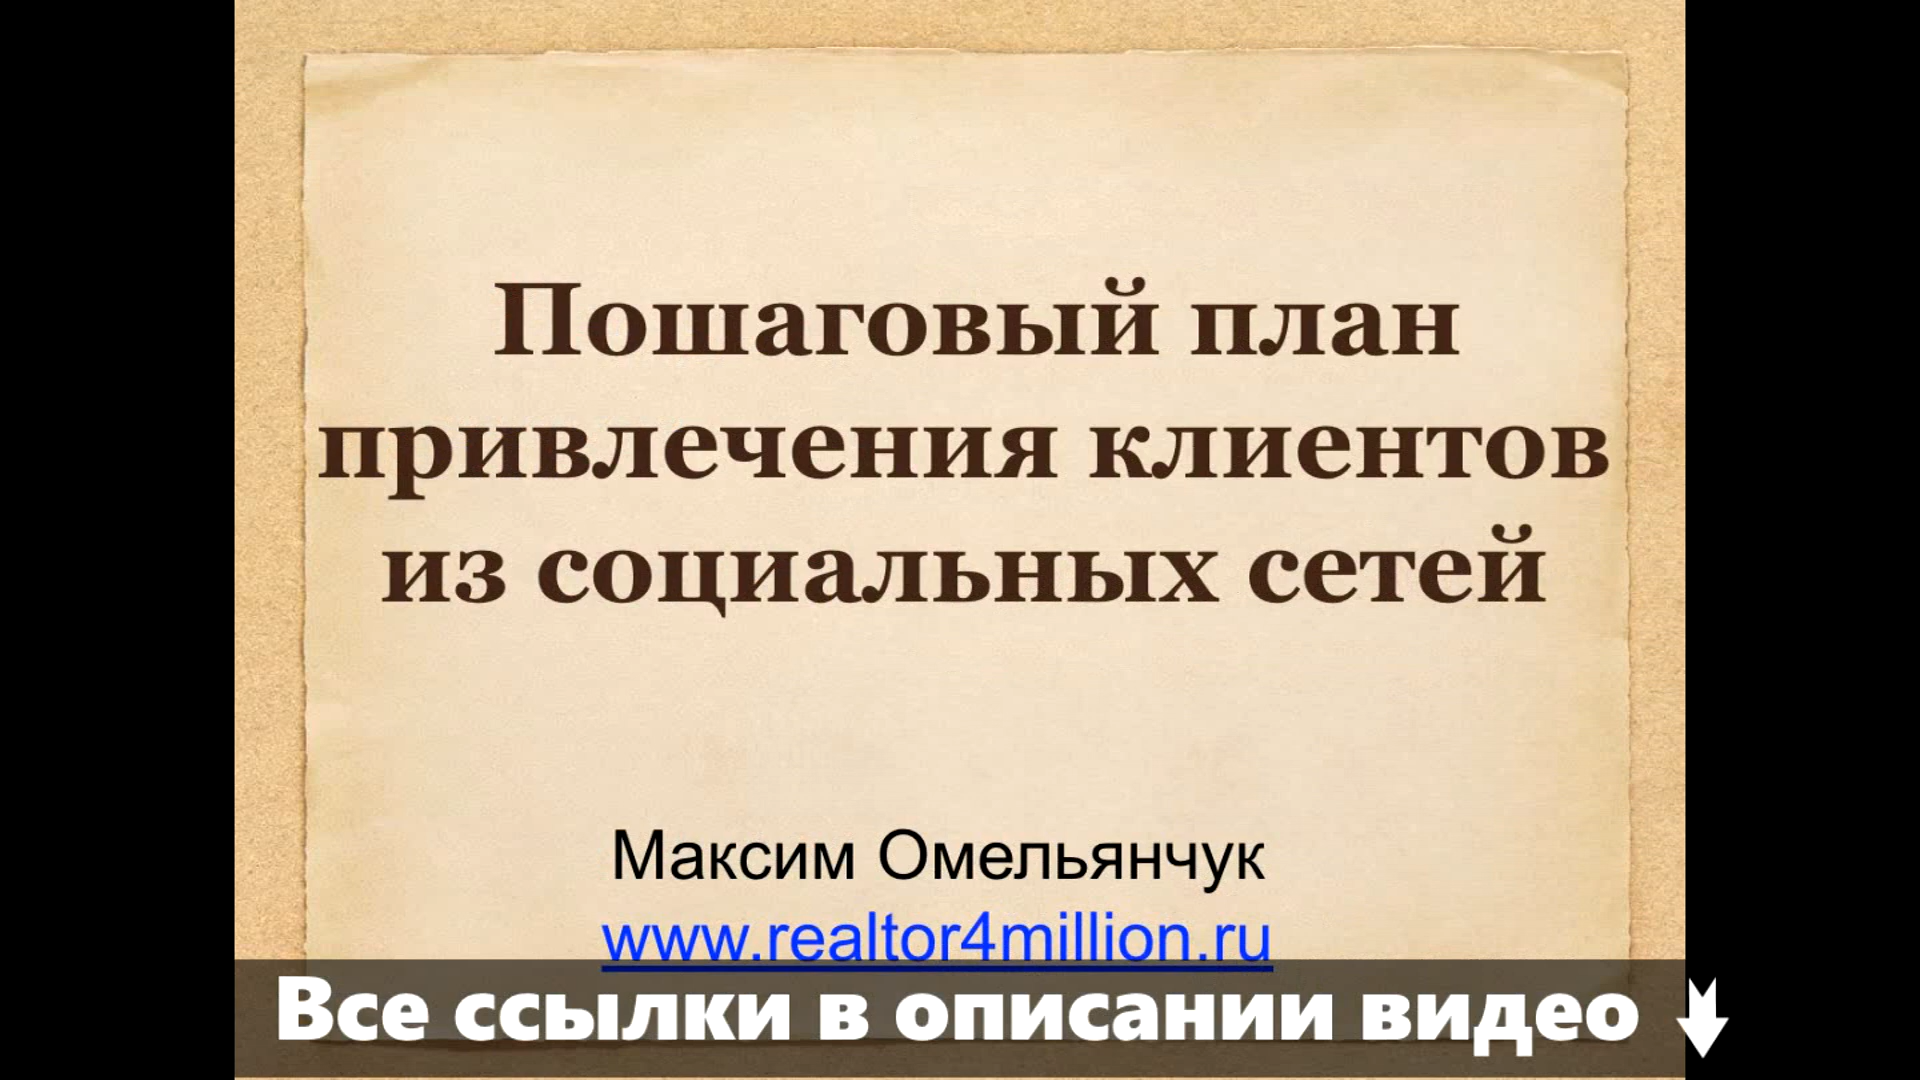 Пошаговый план
привлечения клиентов
из социальных сетей
Максим Омельянчук
www.realtor4million.ru
Все ссылки в описании видео